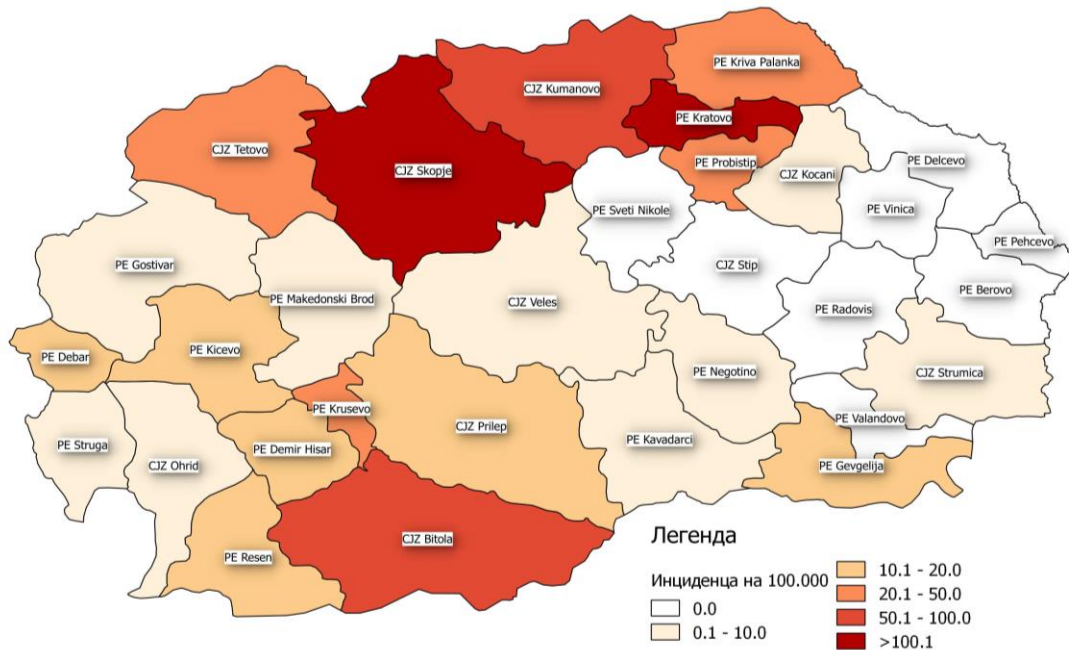 PE Kriva Palanka
CJZ Kumanovo
PE Kratovo
CJZ Tetovo
CJZ Skopje
PE Probistip
PE Delcevo
CJZ Kocani
PE Sveti Nikole
PE Vinica
PE Pehcevo
PE Gostivar
CJZ Stip
PE Makedonski Brod
CJZ Veles
PE Berovo
PE Radovis
PE Kicevo
PE Debar
PE Negotino
CJZ Strumica
PE Krusevo
PE Valandovo
CJZ Prilep
PE Struga
PE Demir Hisar
PE Kavadarci
CJZ Ohrid
PE Gevgelija
CJZ Bitola
PE Resen
Легенда
Инциденца на 100.000
0.0
0.1 - 10.0
10.1 - 20.0
20.1 - 50.0
50.1 - 100.0
>100.1